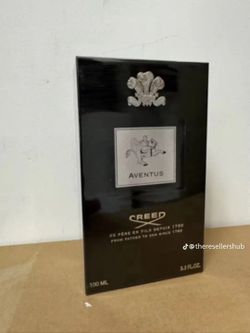 AVENTUS
CREED
DE PÈRE EN FILS DEPUIS 1760
FROM FATHER TO SON SINCE 1760
100 ML
3.3 FL.OZ.
@theresellershub